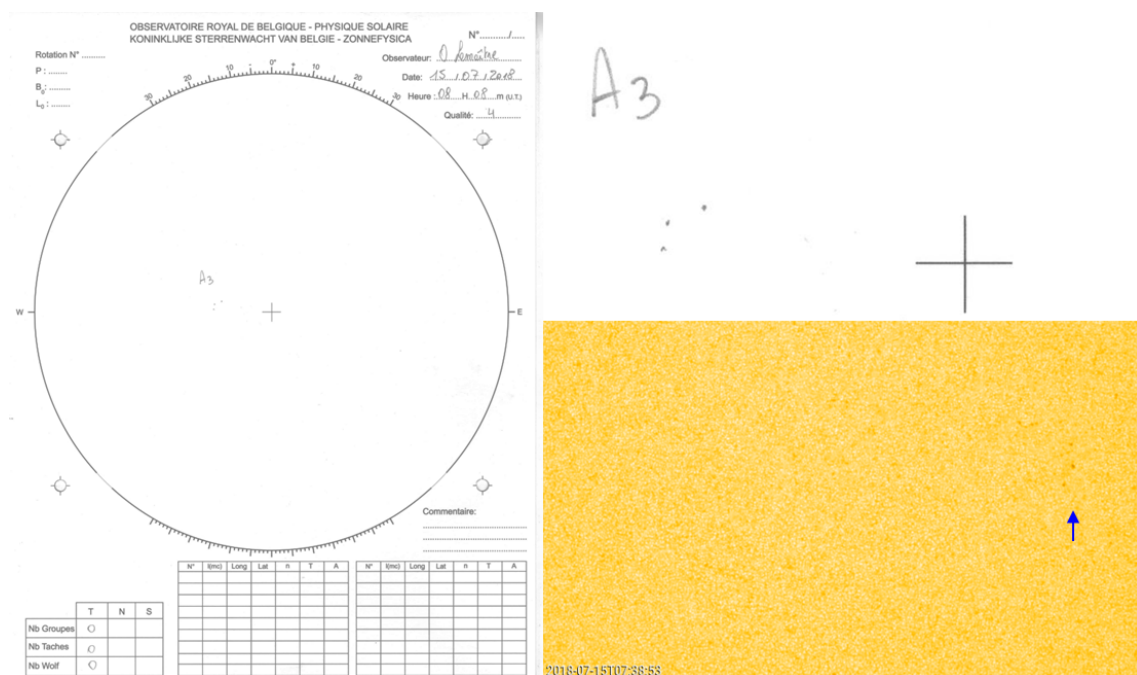 OBSERVATOIRE ROYAL DE BELGIQUE - PHYSIQUE SOLAIRE
KONINKLIJKE STERRENWACHT VAN BELGIE - ZONNEFYSICA
N°.........../.....
Rotation N° .........
P : .......
B₀: .......
L₀ : .......
Observateur: O Lemaître
Date: 15 / 07 / 2018
Heure : 08 H 08 m (U.T.)
Qualité: 4
30 20 10 - 0° + 10 20 30
A3
W
E
Commentaire:
N° l(mc) Long Lat n T A
N° l(mc) Long Lat n T A
T N S
Nb Groupes 0
Nb Taches 0
Nb Wolf 0
A3
2018-07-15T07:38:53